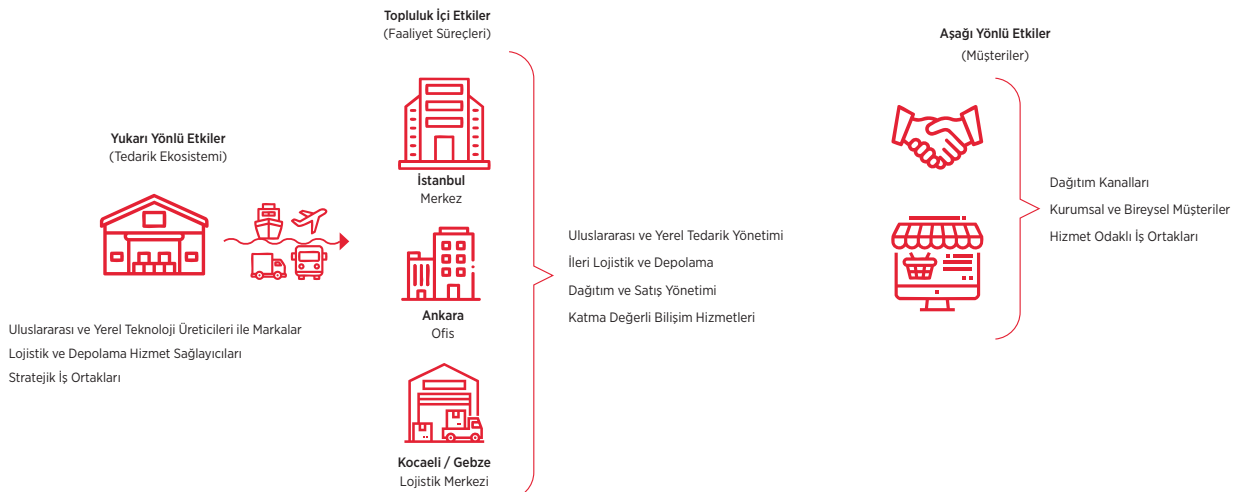 Yukarı Yönlü Etkiler
(Tedarik Ekosistemi)
Uluslararası ve Yerel Teknoloji Üreticileri ile Markalar
Lojistik ve Depolama Hizmet Sağlayıcıları
Stratejik İş Ortakları
Topluluk İçi Etkiler
(Faaliyet Süreçleri)
İstanbul
Merkez
Ankara
Ofis
Kocaeli / Gebze
Lojistik Merkezi
Uluslararası ve Yerel Tedarik Yönetimi
İleri Lojistik ve Depolama
Dağıtım ve Satış Yönetimi
Katma Değerli Bilişim Hizmetleri
Aşağı Yönlü Etkiler
(Müşteriler)
Dağıtım Kanalları
Kurumsal ve Bireysel Müşteriler
Hizmet Odaklı İş Ortakları